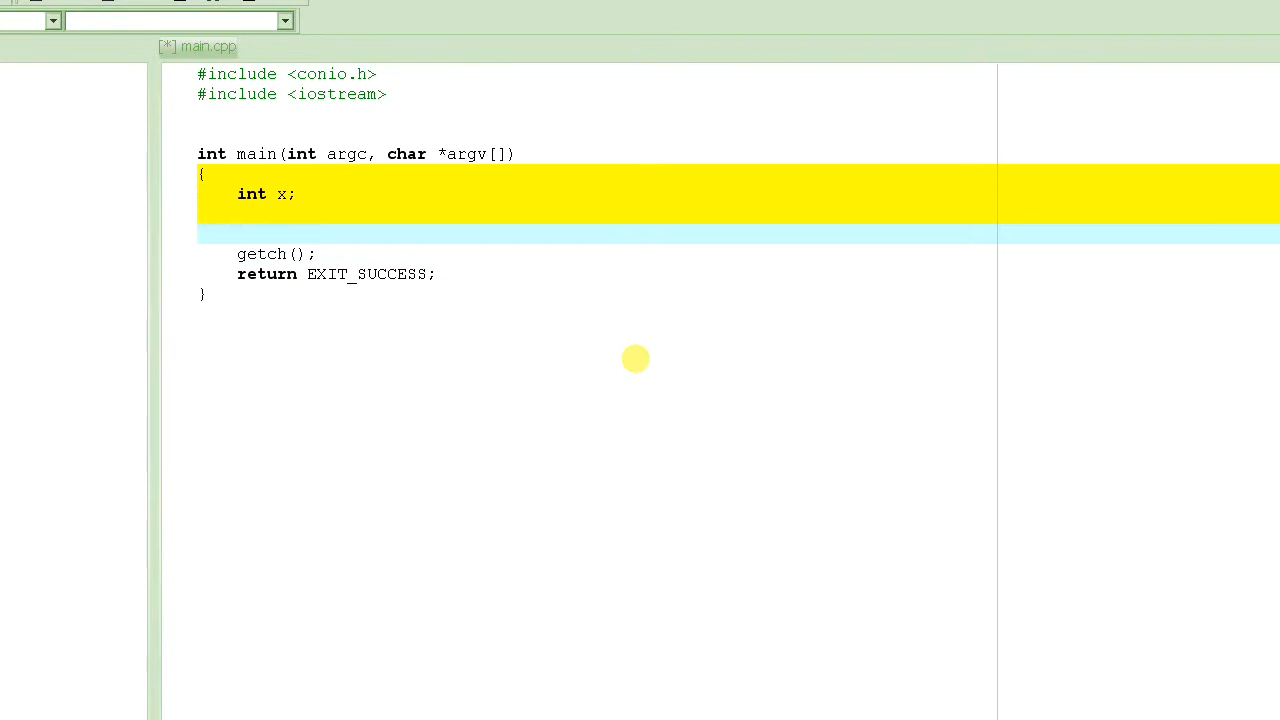 [*] main.cpp
#include <conio.h>
#include <iostream>
int main(int argc, char *argv[])
{
int x;
getch();
return EXIT_SUCCESS;
}